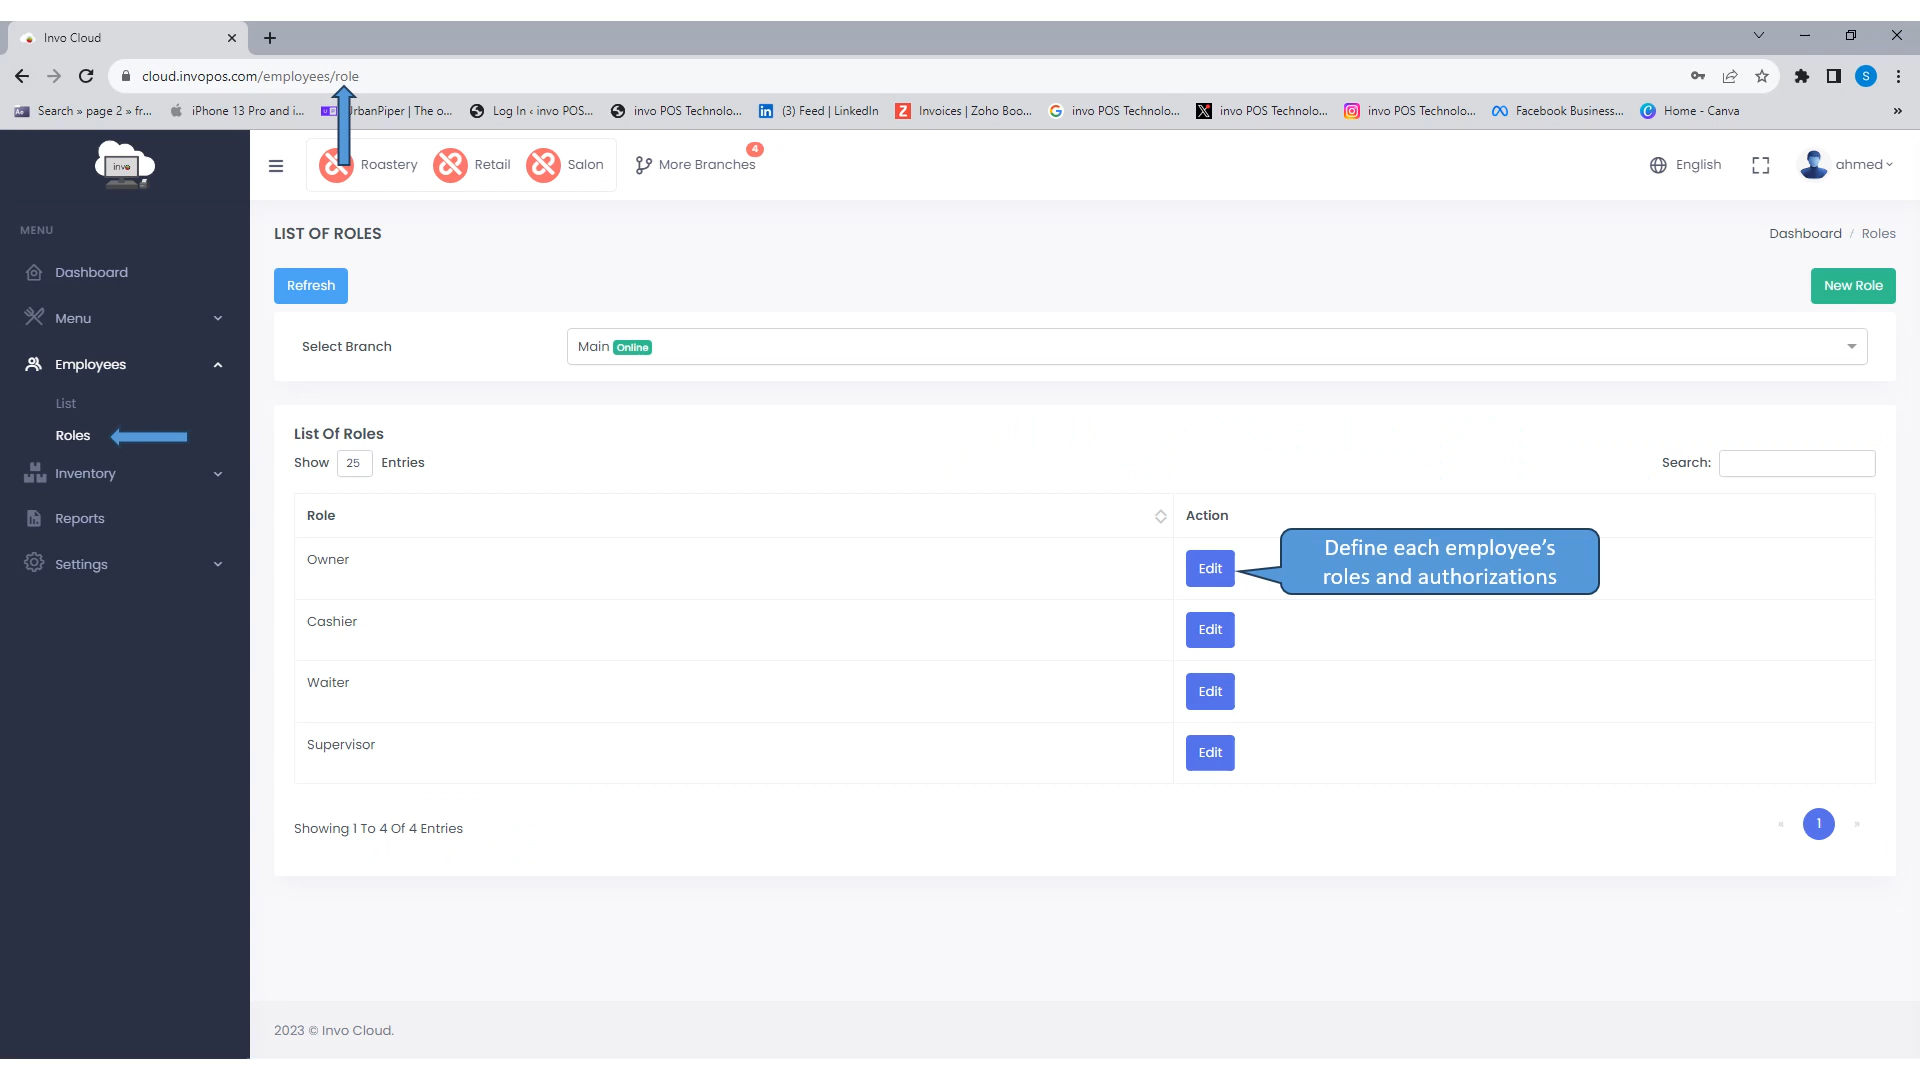 Invo Cloud
cloud.invopos.com/employees/role
S
Search » page 2 » fr...
iPhone 13 Pro and i...
UrbanPiper | The o...
Log In ‹ invo POS...
invo POS Technolo...
(3) Feed | LinkedIn
Invoices | Zoho Boo...
invo POS Technolo...
invo POS Technolo...
invo POS Technolo...
Facebook Business...
Home - Canva
»
invo
Roastery
Retail
Salon
More Branches
4
English
ahmed
MENU
Dashboard
Menu
Employees
List
Roles
Inventory
Reports
Settings
LIST OF ROLES
Dashboard / Roles
Refresh
New Role
Select Branch
Main Online
List Of Roles
Show 25 Entries
Search:
Role
Action
Owner
Edit
Define each employee’s
roles and authorizations
Cashier
Edit
Waiter
Edit
Supervisor
Edit
Showing 1 To 4 Of 4 Entries
« 1 »
2023 © Invo Cloud.